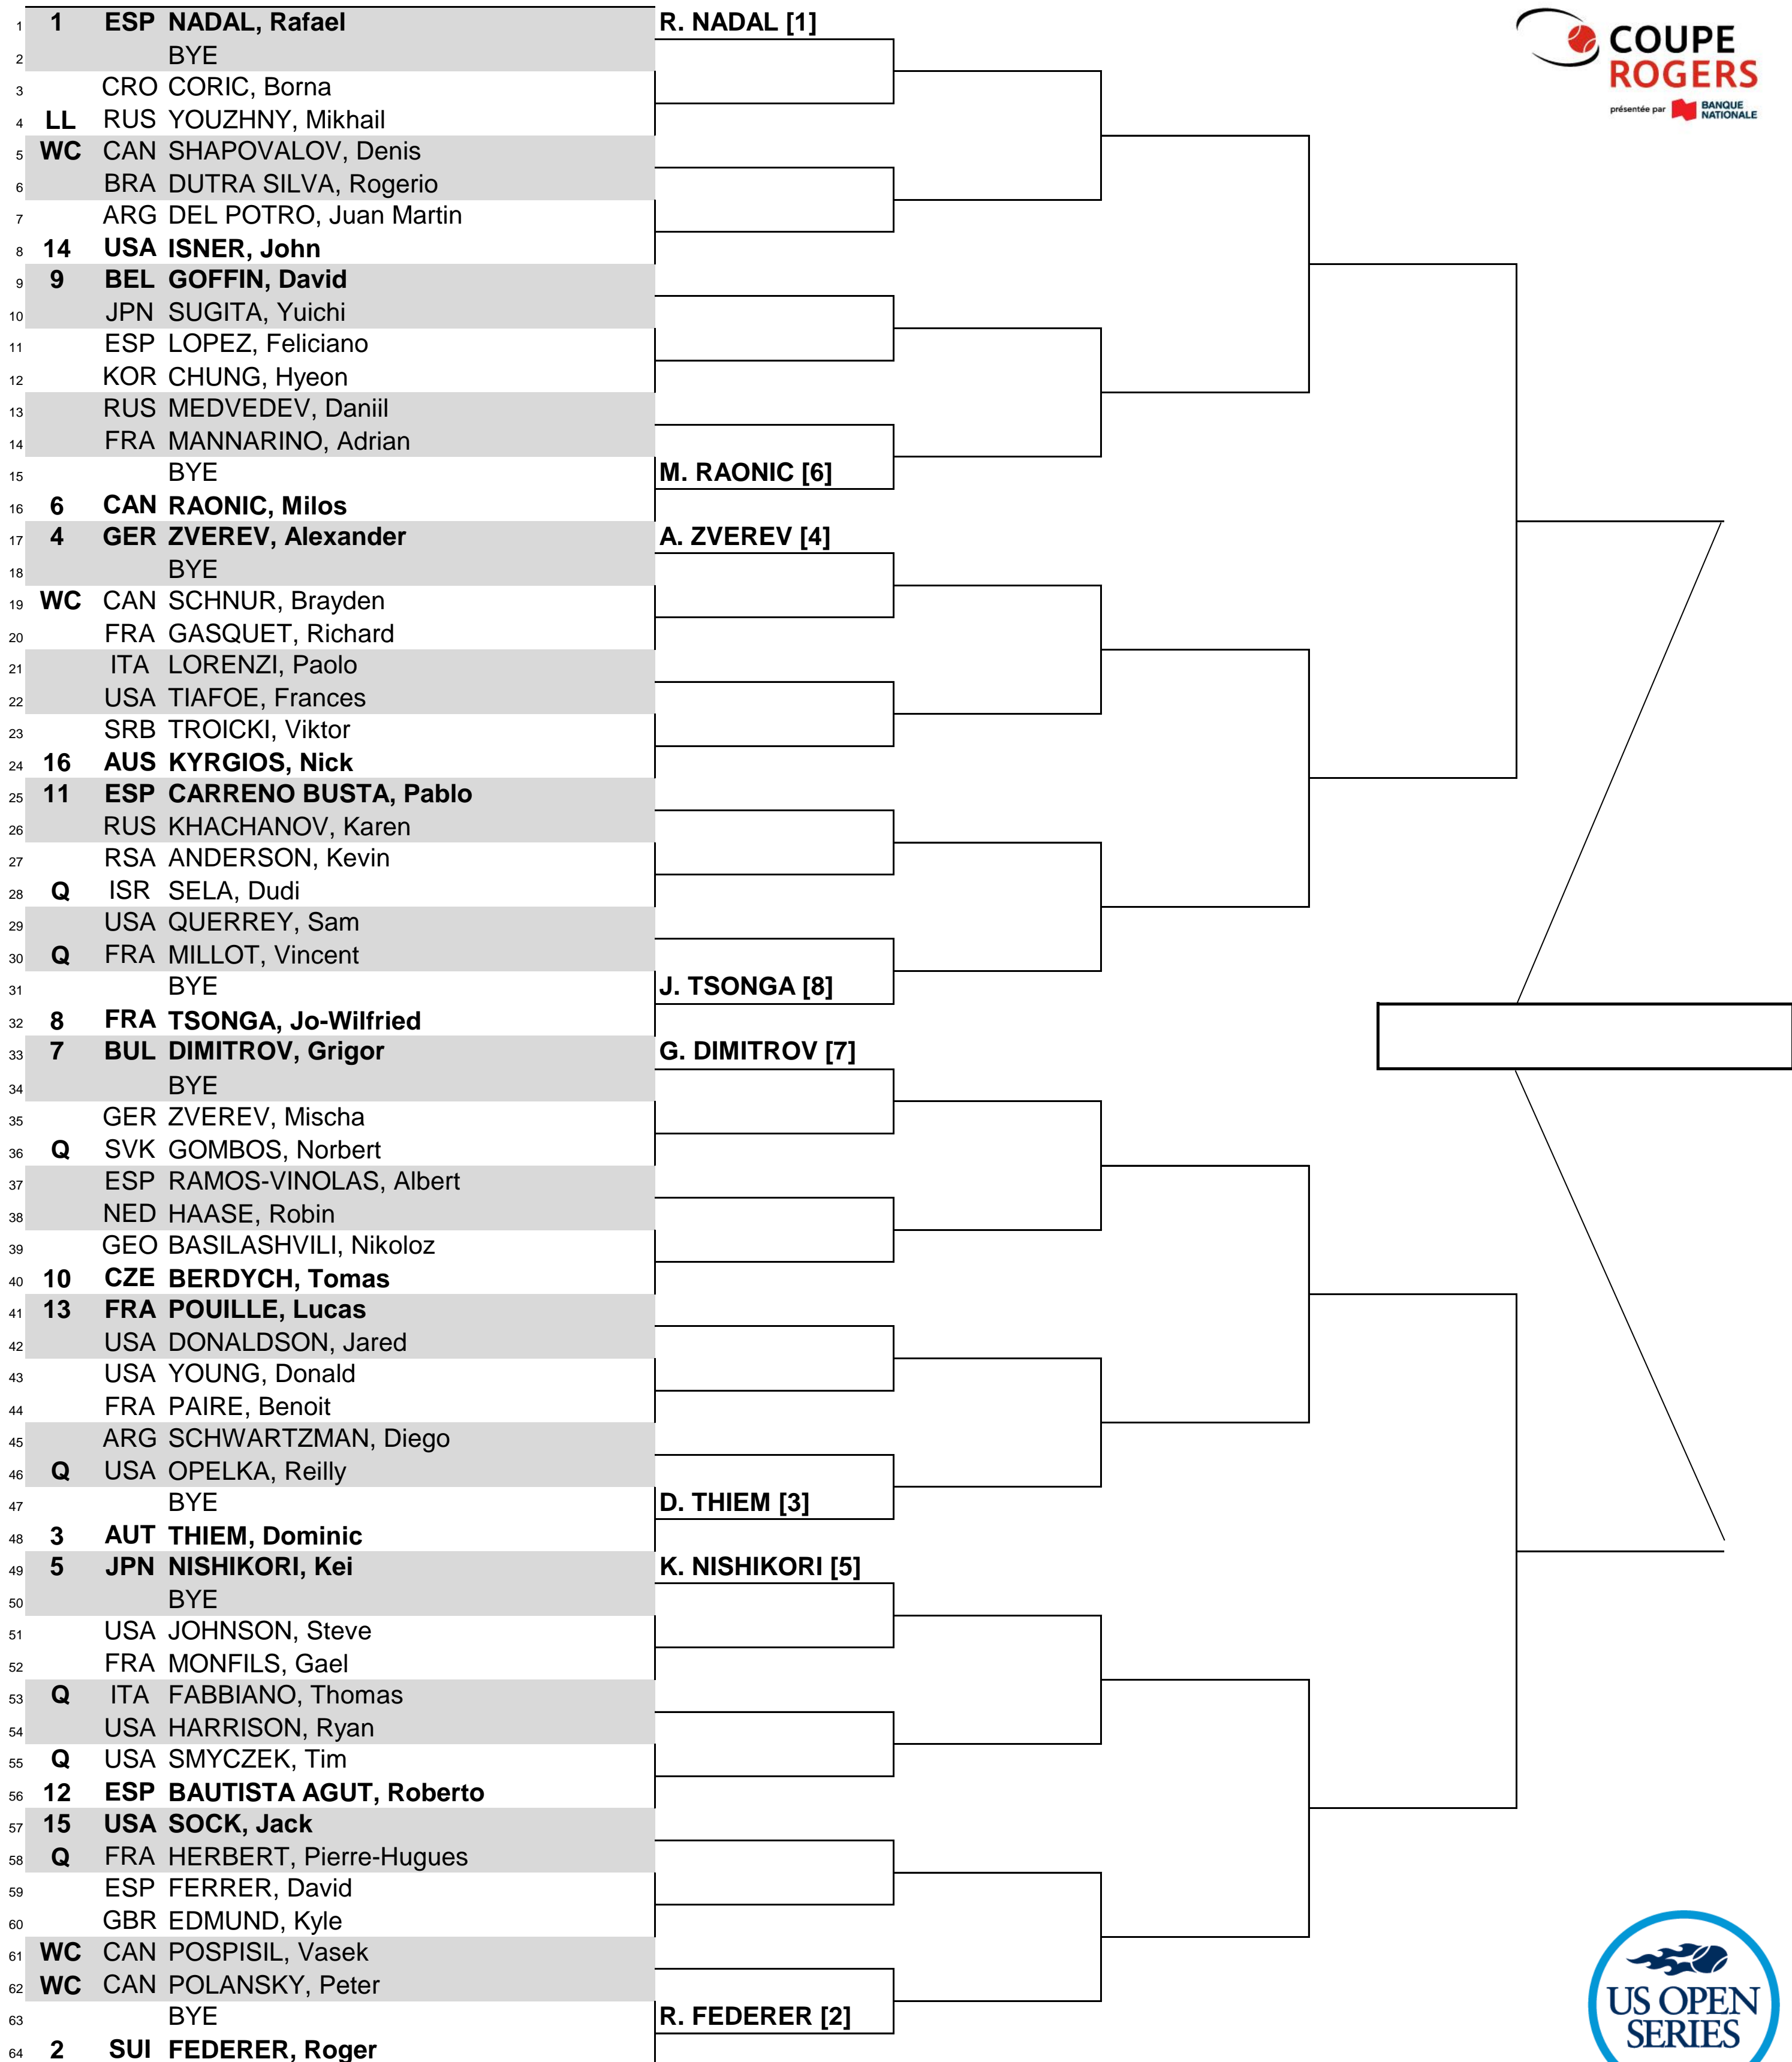 COUPE
ROGERS
présentée par BANQUE NATIONALE
1 1 ESP NADAL, Rafael R. NADAL [1]
2 BYE
3 CRO CORIC, Borna
4 LL RUS YOUZHNY, Mikhail
5 WC CAN SHAPOVALOV, Denis
6 BRA DUTRA SILVA, Rogerio
7 ARG DEL POTRO, Juan Martin
8 14 USA ISNER, John
9 9 BEL GOFFIN, David
10 JPN SUGITA, Yuichi
11 ESP LOPEZ, Feliciano
12 KOR CHUNG, Hyeon
13 RUS MEDVEDEV, Daniil
14 FRA MANNARINO, Adrian
15 BYE M. RAONIC [6]
16 6 CAN RAONIC, Milos
17 4 GER ZVEREV, Alexander A. ZVEREV [4]
18 BYE
19 WC CAN SCHNUR, Brayden
20 FRA GASQUET, Richard
21 ITA LORENZI, Paolo
22 USA TIAFOE, Frances
23 SRB TROICKI, Viktor
24 16 AUS KYRGIOS, Nick
25 11 ESP CARRENO BUSTA, Pablo
26 RUS KHACHANOV, Karen
27 RSA ANDERSON, Kevin
28 Q ISR SELA, Dudi
29 USA QUERREY, Sam
30 Q FRA MILLOT, Vincent
31 BYE J. TSONGA [8]
32 8 FRA TSONGA, Jo-Wilfried
33 7 BUL DIMITROV, Grigor G. DIMITROV [7]
34 BYE
35 GER ZVEREV, Mischa
36 Q SVK GOMBOS, Norbert
37 ESP RAMOS-VINOLAS, Albert
38 NED HAASE, Robin
39 GEO BASILASHVILI, Nikoloz
40 10 CZE BERDYCH, Tomas
41 13 FRA POUILLE, Lucas
42 USA DONALDSON, Jared
43 USA YOUNG, Donald
44 FRA PAIRE, Benoit
45 ARG SCHWARTZMAN, Diego
46 Q USA OPELKA, Reilly
47 BYE D. THIEM [3]
48 3 AUT THIEM, Dominic
49 5 JPN NISHIKORI, Kei K. NISHIKORI [5]
50 BYE
51 USA JOHNSON, Steve
52 FRA MONFILS, Gael
53 Q ITA FABBIANO, Thomas
54 USA HARRISON, Ryan
55 Q USA SMYCZEK, Tim
56 12 ESP BAUTISTA AGUT, Roberto
57 15 USA SOCK, Jack
58 Q FRA HERBERT, Pierre-Hugues
59 ESP FERRER, David
60 GBR EDMUND, Kyle
61 WC CAN POSPISIL, Vasek
62 WC CAN POLANSKY, Peter
63 BYE R. FEDERER [2]
64 2 SUI FEDERER, Roger
US OPEN
SERIES